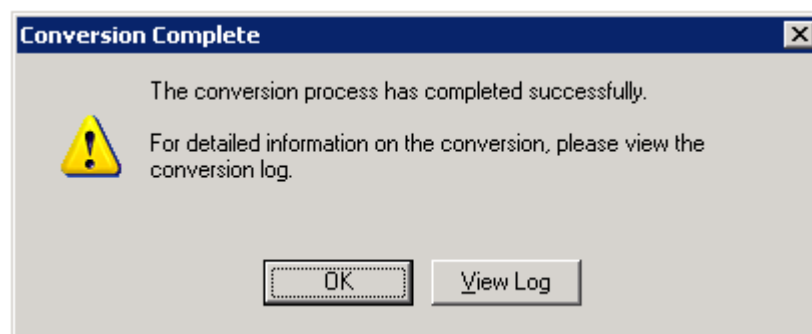 Conversion Complete
The conversion process has completed successfully.
For detailed information on the conversion, please view the
conversion log.
OK
View Log